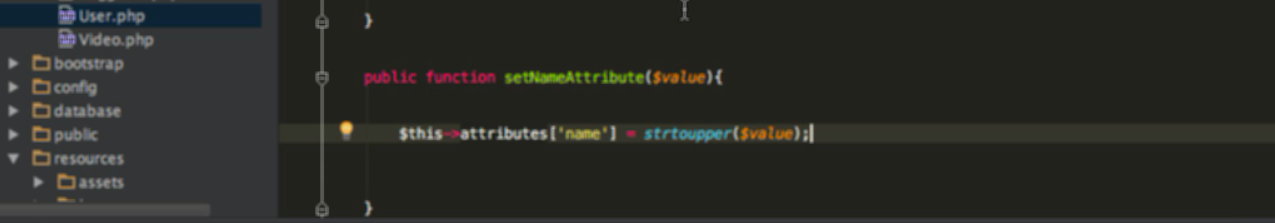 User.php
Video.php
bootstrap
config
database
public
resources
assets
}
public function setNameAttribute($value){
$this->attributes['name'] = strtoupper($value);
}